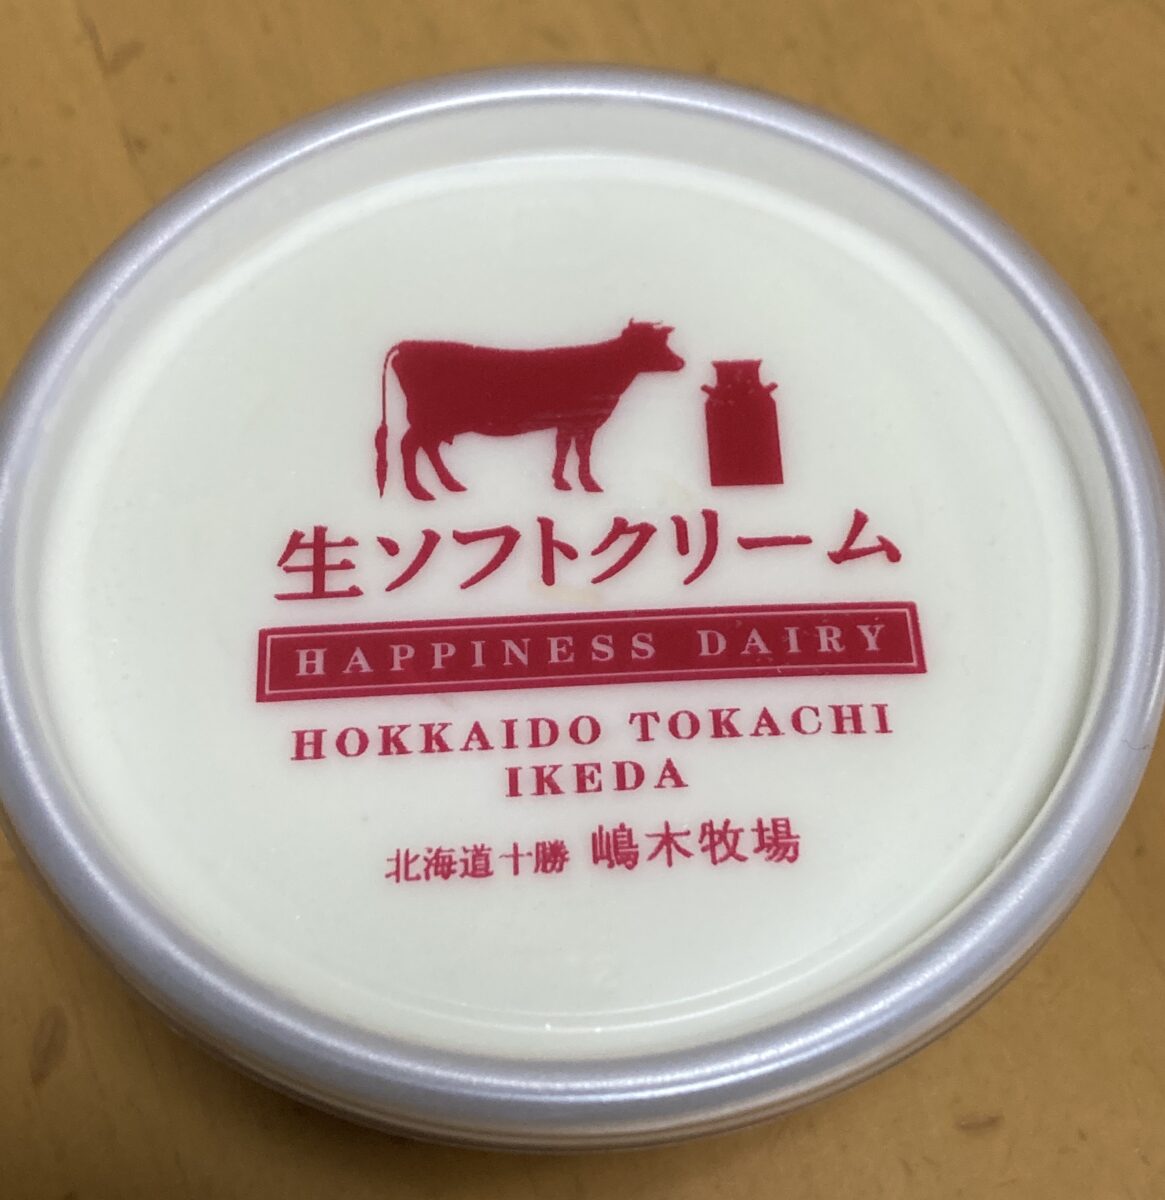 生ソフトクリーム
HAPPINESS DAIRY
HOKKAIDO TOKACHI
IKEDA
北海道十勝 嶋木牧場